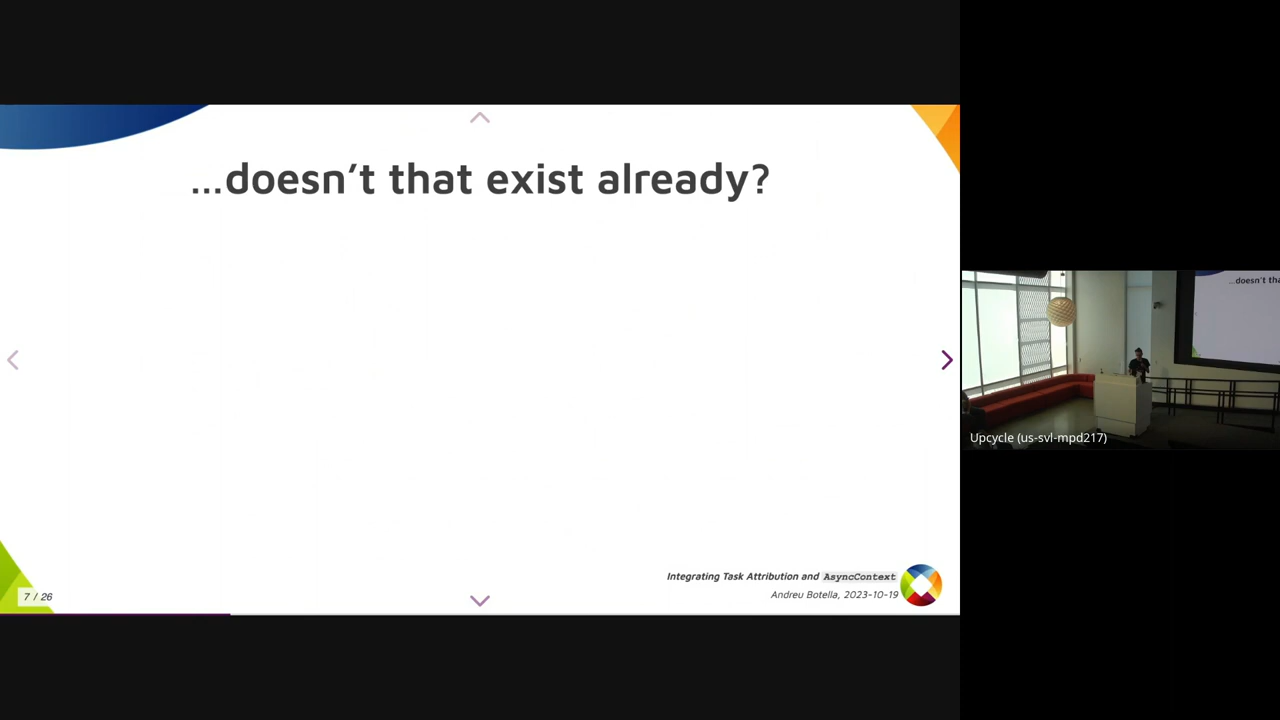 ...doesn’t that exist already?
Integrating Task Attribution and AsyncContext
Andreu Botella, 2023-10-19
7 / 26
...doesn't tha
Upcycle (us-svl-mpd217)